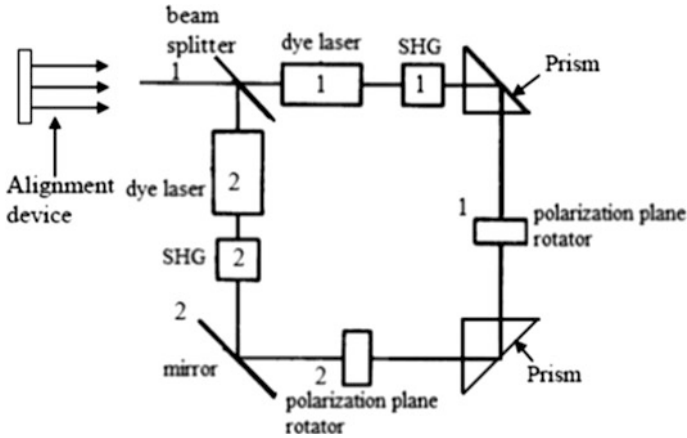 beam
splitter
1
dye laser
1
SHG
1
Prism
Alignment
device
dye laser
2
SHG
2
2
mirror
1
polarization plane
rotator
2
polarization plane
rotator
Prism